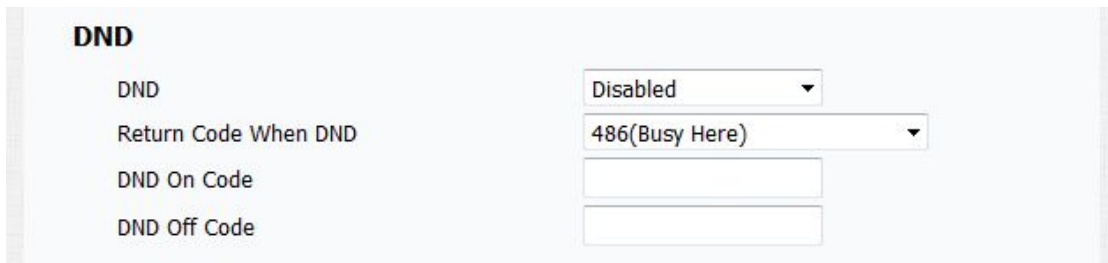 DND
DND Disabled
Return Code When DND 486(Busy Here)
DND On Code
DND Off Code